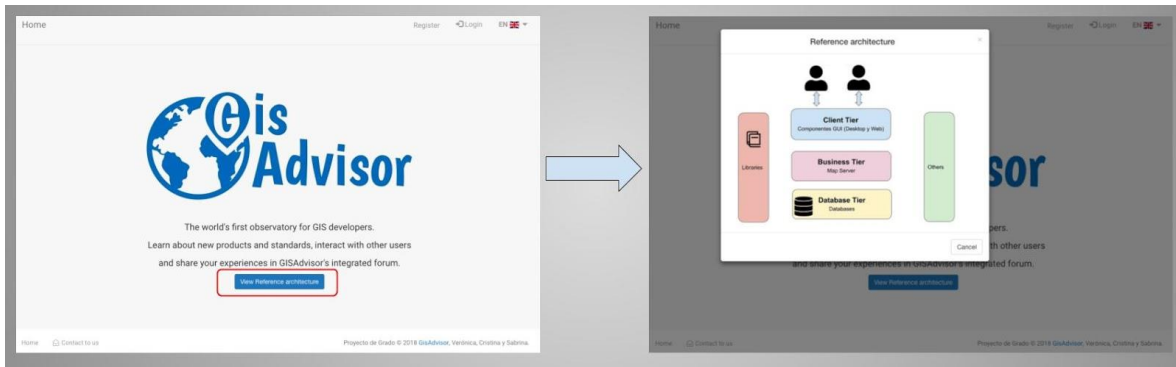 Home
Register
Login
EN
Gis
Advisor
The world's first observatory for GIS developers.
Learn about new products and standards, interact with other users
and share your experiences in GISAdvisor's integrated forum.
View Reference architecture
Home
Contact to us
Proyecto de Grado © 2018 GisAdvisor, Verónica, Cristina y Sabrina.
Home
Register
Login
EN
Reference architecture
×
Client Tier
Componentes GUI (Desktop y Web)
Libraries
Business Tier
Map Server
Others
Database Tier
Databases
Cancel
sor
pers.
th other users
and share your experiences in GISAdvisor's integrated forum.
View Reference architecture
Home
Contact to us
Proyecto de Grado © 2018 GisAdvisor, Verónica, Cristina y Sabrina.